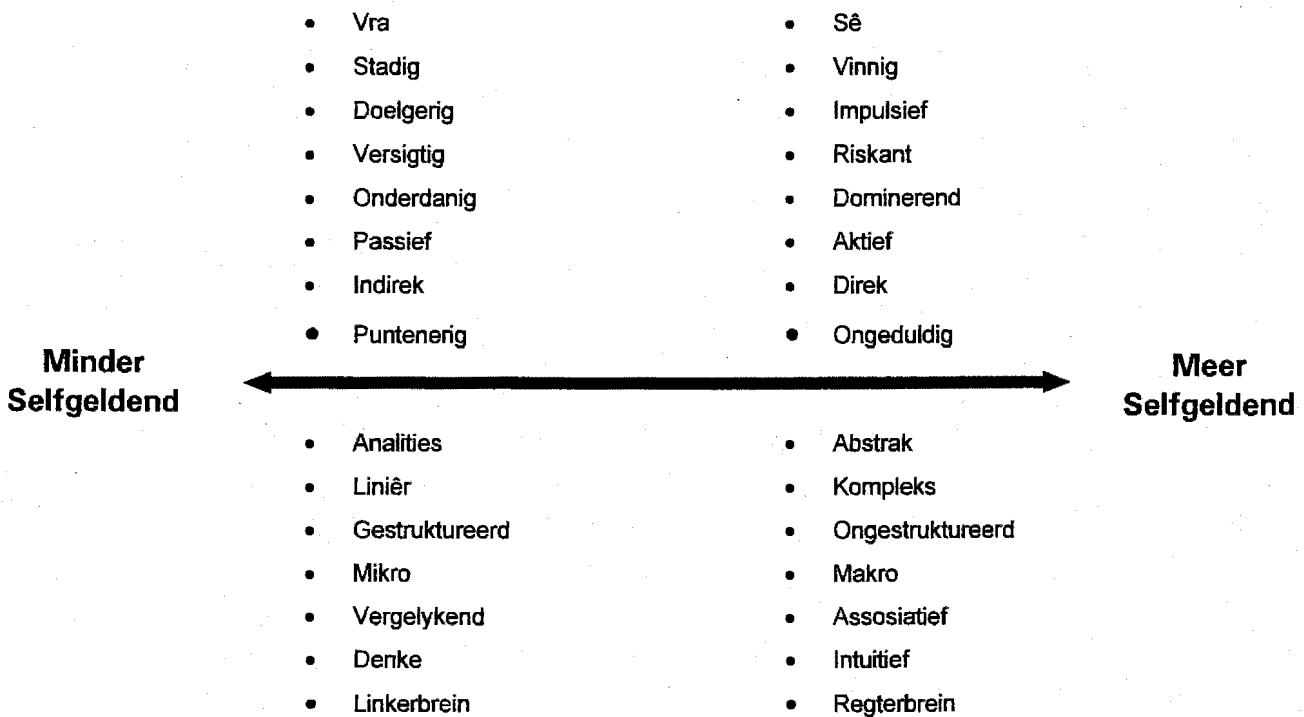 • Vra
• Stadig
• Doelgerig
• Versigtig
• Onderdanig
• Passief
• Indirek
• Puntenerig
• Sê
• Vinnig
• Impulsief
• Riskant
• Dominerend
• Aktief
• Direk
• Ongeduldig
Minder
Selfgeldend
Meer
Selfgeldend
• Analities
• Liniêr
• Gestruktureerd
• Mikro
• Vergelykend
• Denke
• Linkerbrein
• Abstrak
• Kompleks
• Ongestruktureerd
• Makro
• Assosiatief
• Intuïtief
• Regterbrein